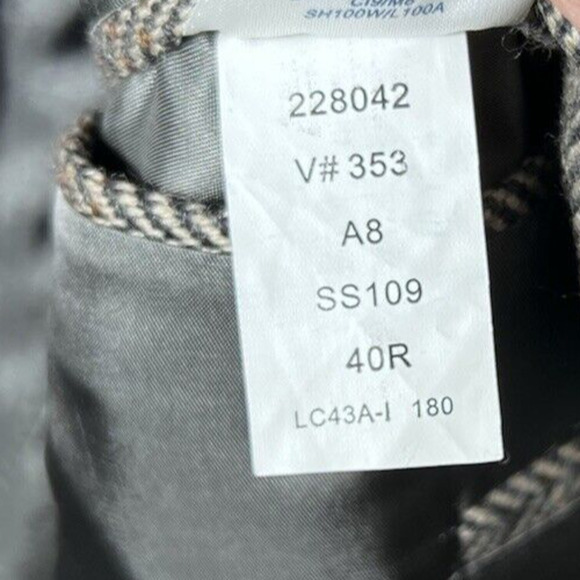 SH100W/L100A
228042
V# 353
A8
SS109
40R
LC43A-I 180